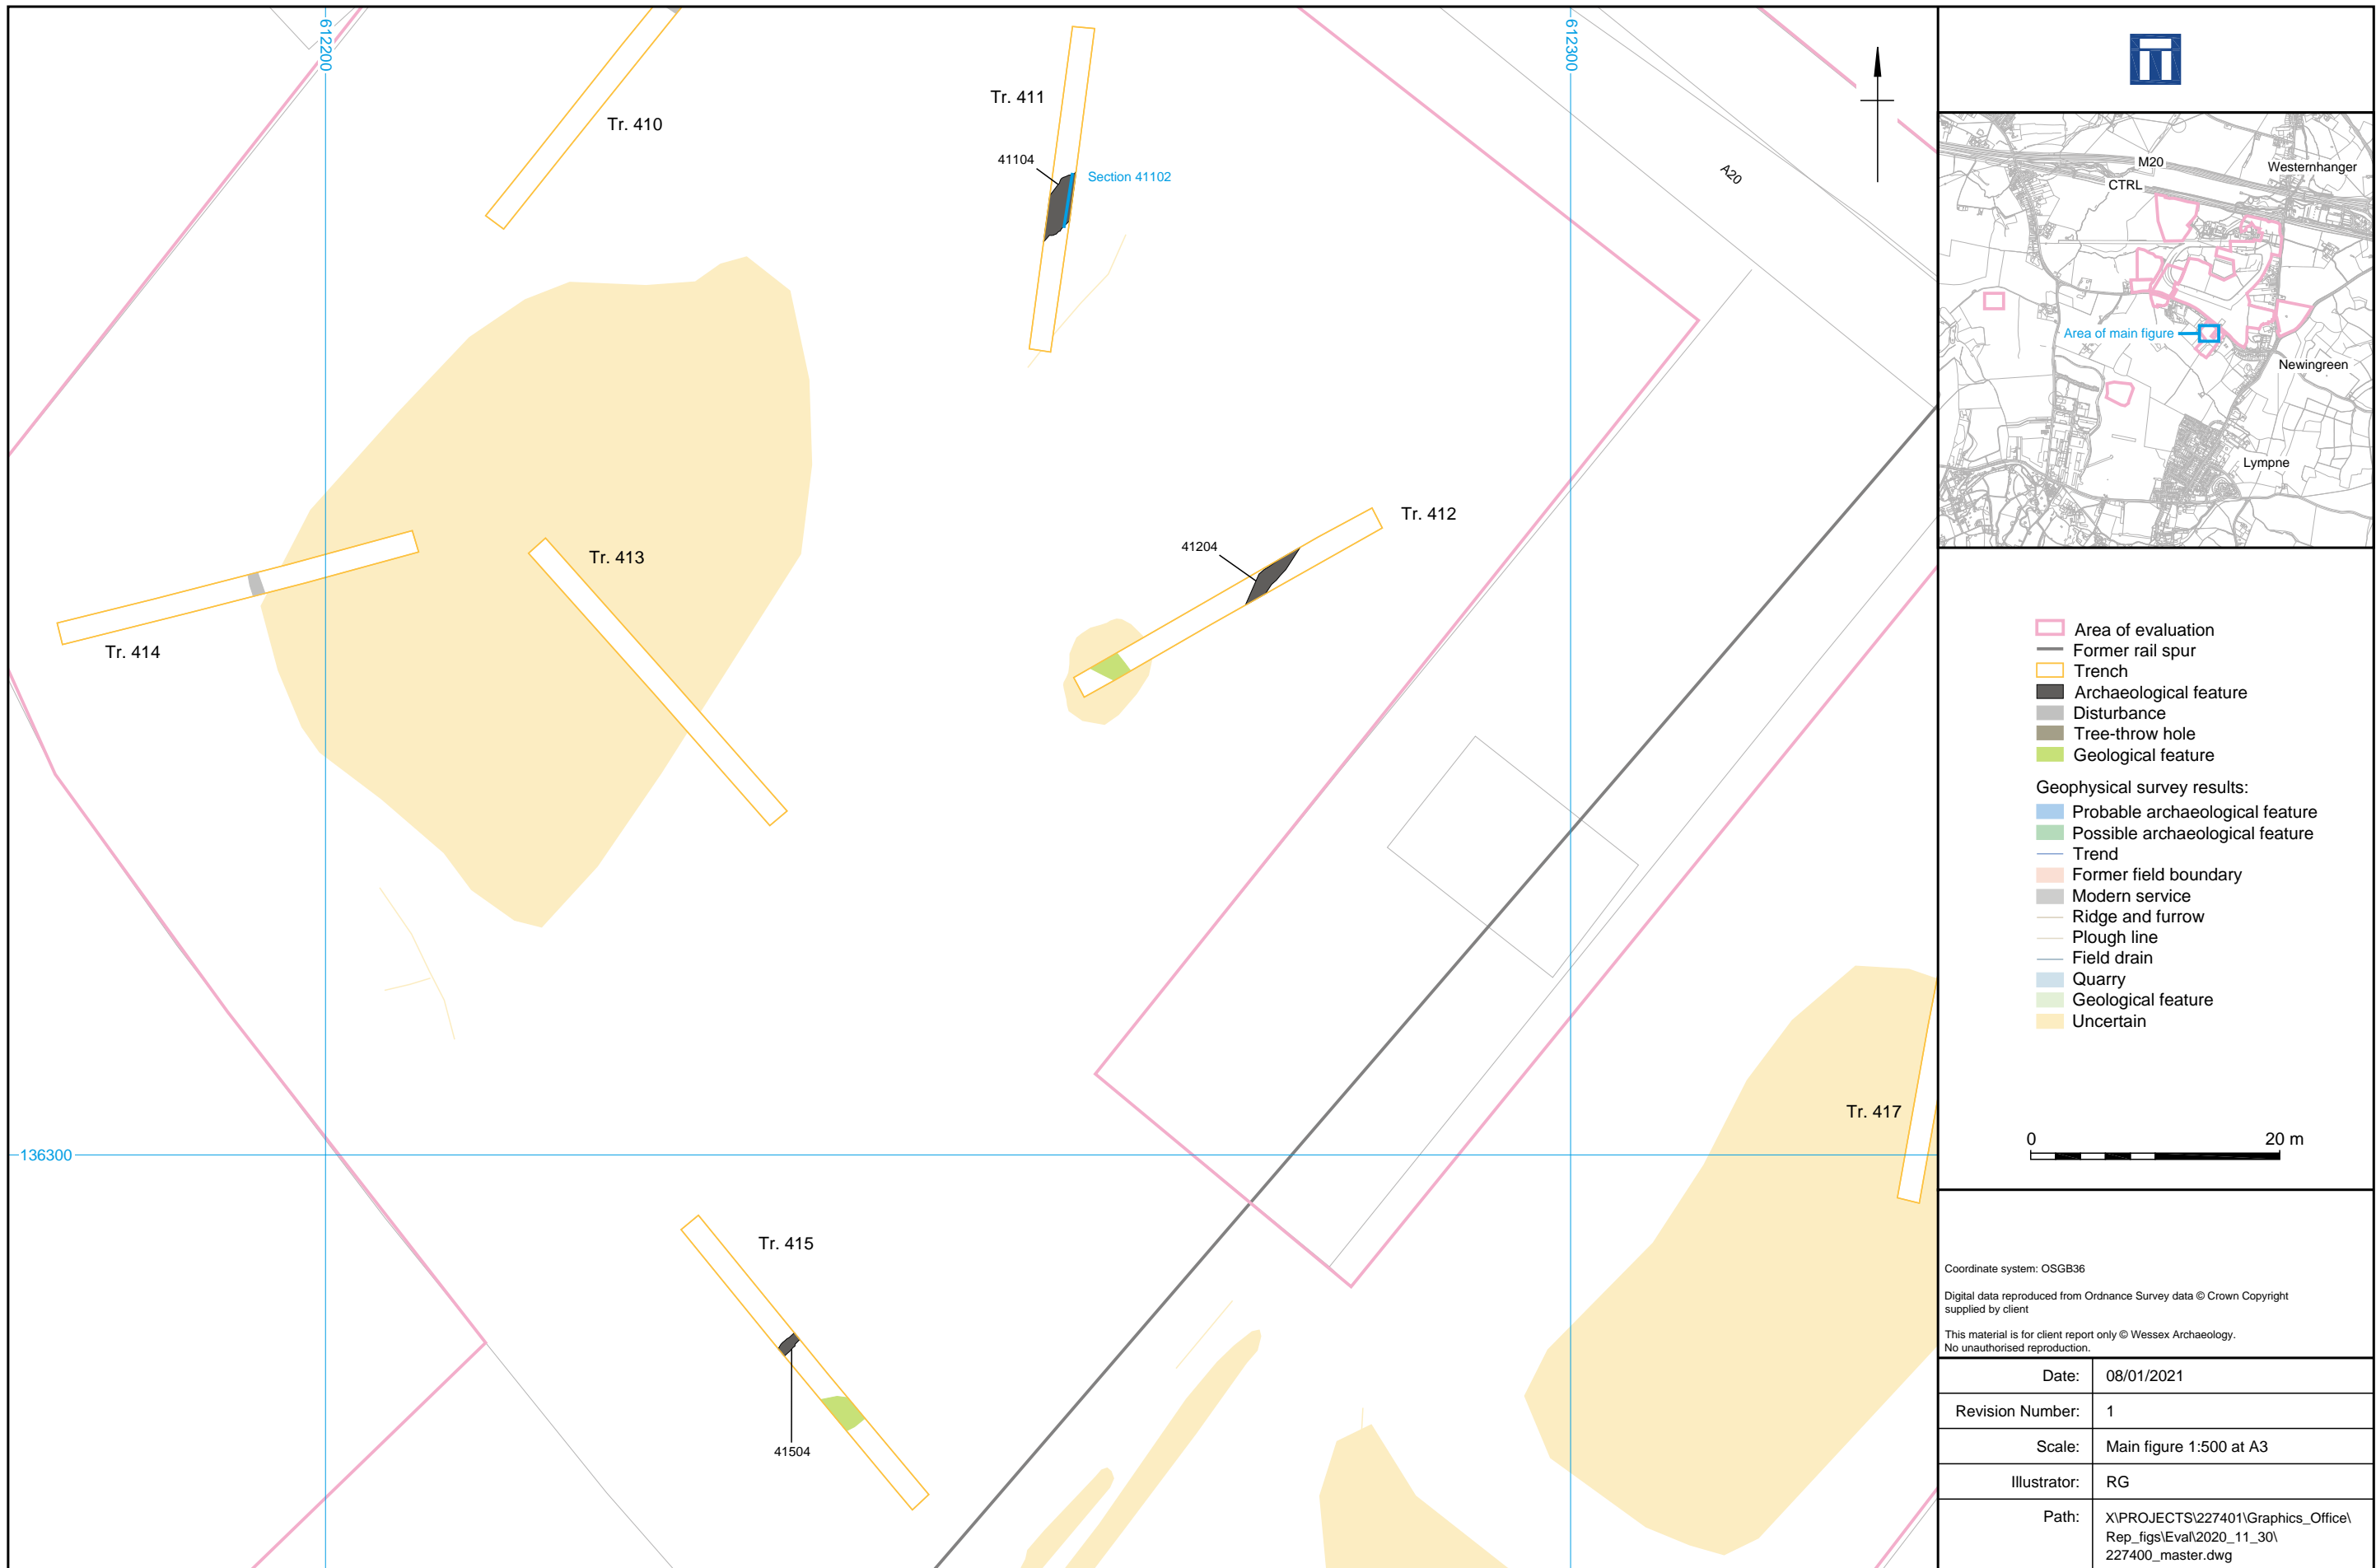 612200
612300
Tr. 410
Tr. 411
41104
Section 41102
A20
Tr. 412
41204
Tr. 413
Tr. 414
Tr. 417
136300
Tr. 415
41504
M20
Westernhanger
CTRL
Area of main figure
Newingreen
Lympne
Area of evaluation
Former rail spur
Trench
Archaeological feature
Disturbance
Tree-throw hole
Geological feature
Geophysical survey results:
Probable archaeological feature
Possible archaeological feature
Trend
Former field boundary
Modern service
Ridge and furrow
Plough line
Field drain
Quarry
Geological feature
Uncertain
0 20 m
Coordinate system: OSGB36
Digital data reproduced from Ordnance Survey data © Crown Copyright
supplied by client
This material is for client report only © Wessex Archaeology.
No unauthorised reproduction.
Date: 08/01/2021
Revision Number: 1
Scale: Main figure 1:500 at A3
Illustrator: RG
Path: X\PROJECTS\227401\Graphics_Office\
Rep_figs\Eval\2020_11_30\
227400_master.dwg